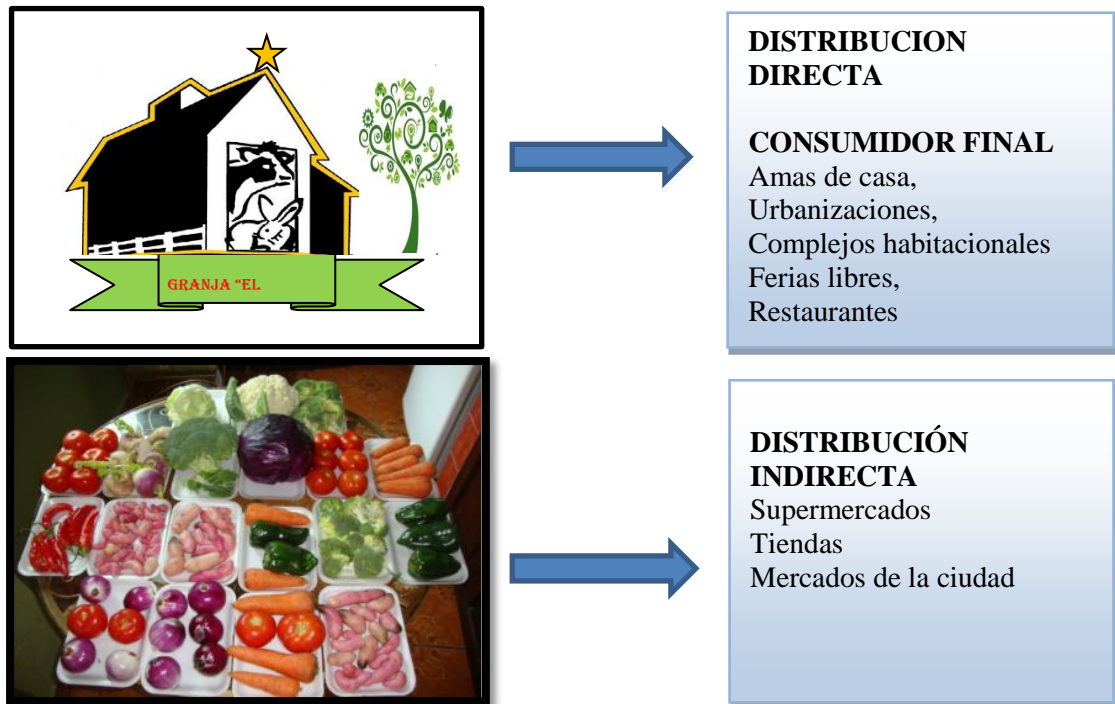 GRANJA "EL
DISTRIBUCION
DIRECTA
CONSUMIDOR FINAL
Amas de casa,
Urbanizaciones,
Complejos habitacionales
Ferias libres,
Restaurantes
DISTRIBUCIÓN
INDIRECTA
Supermercados
Tiendas
Mercados de la ciudad